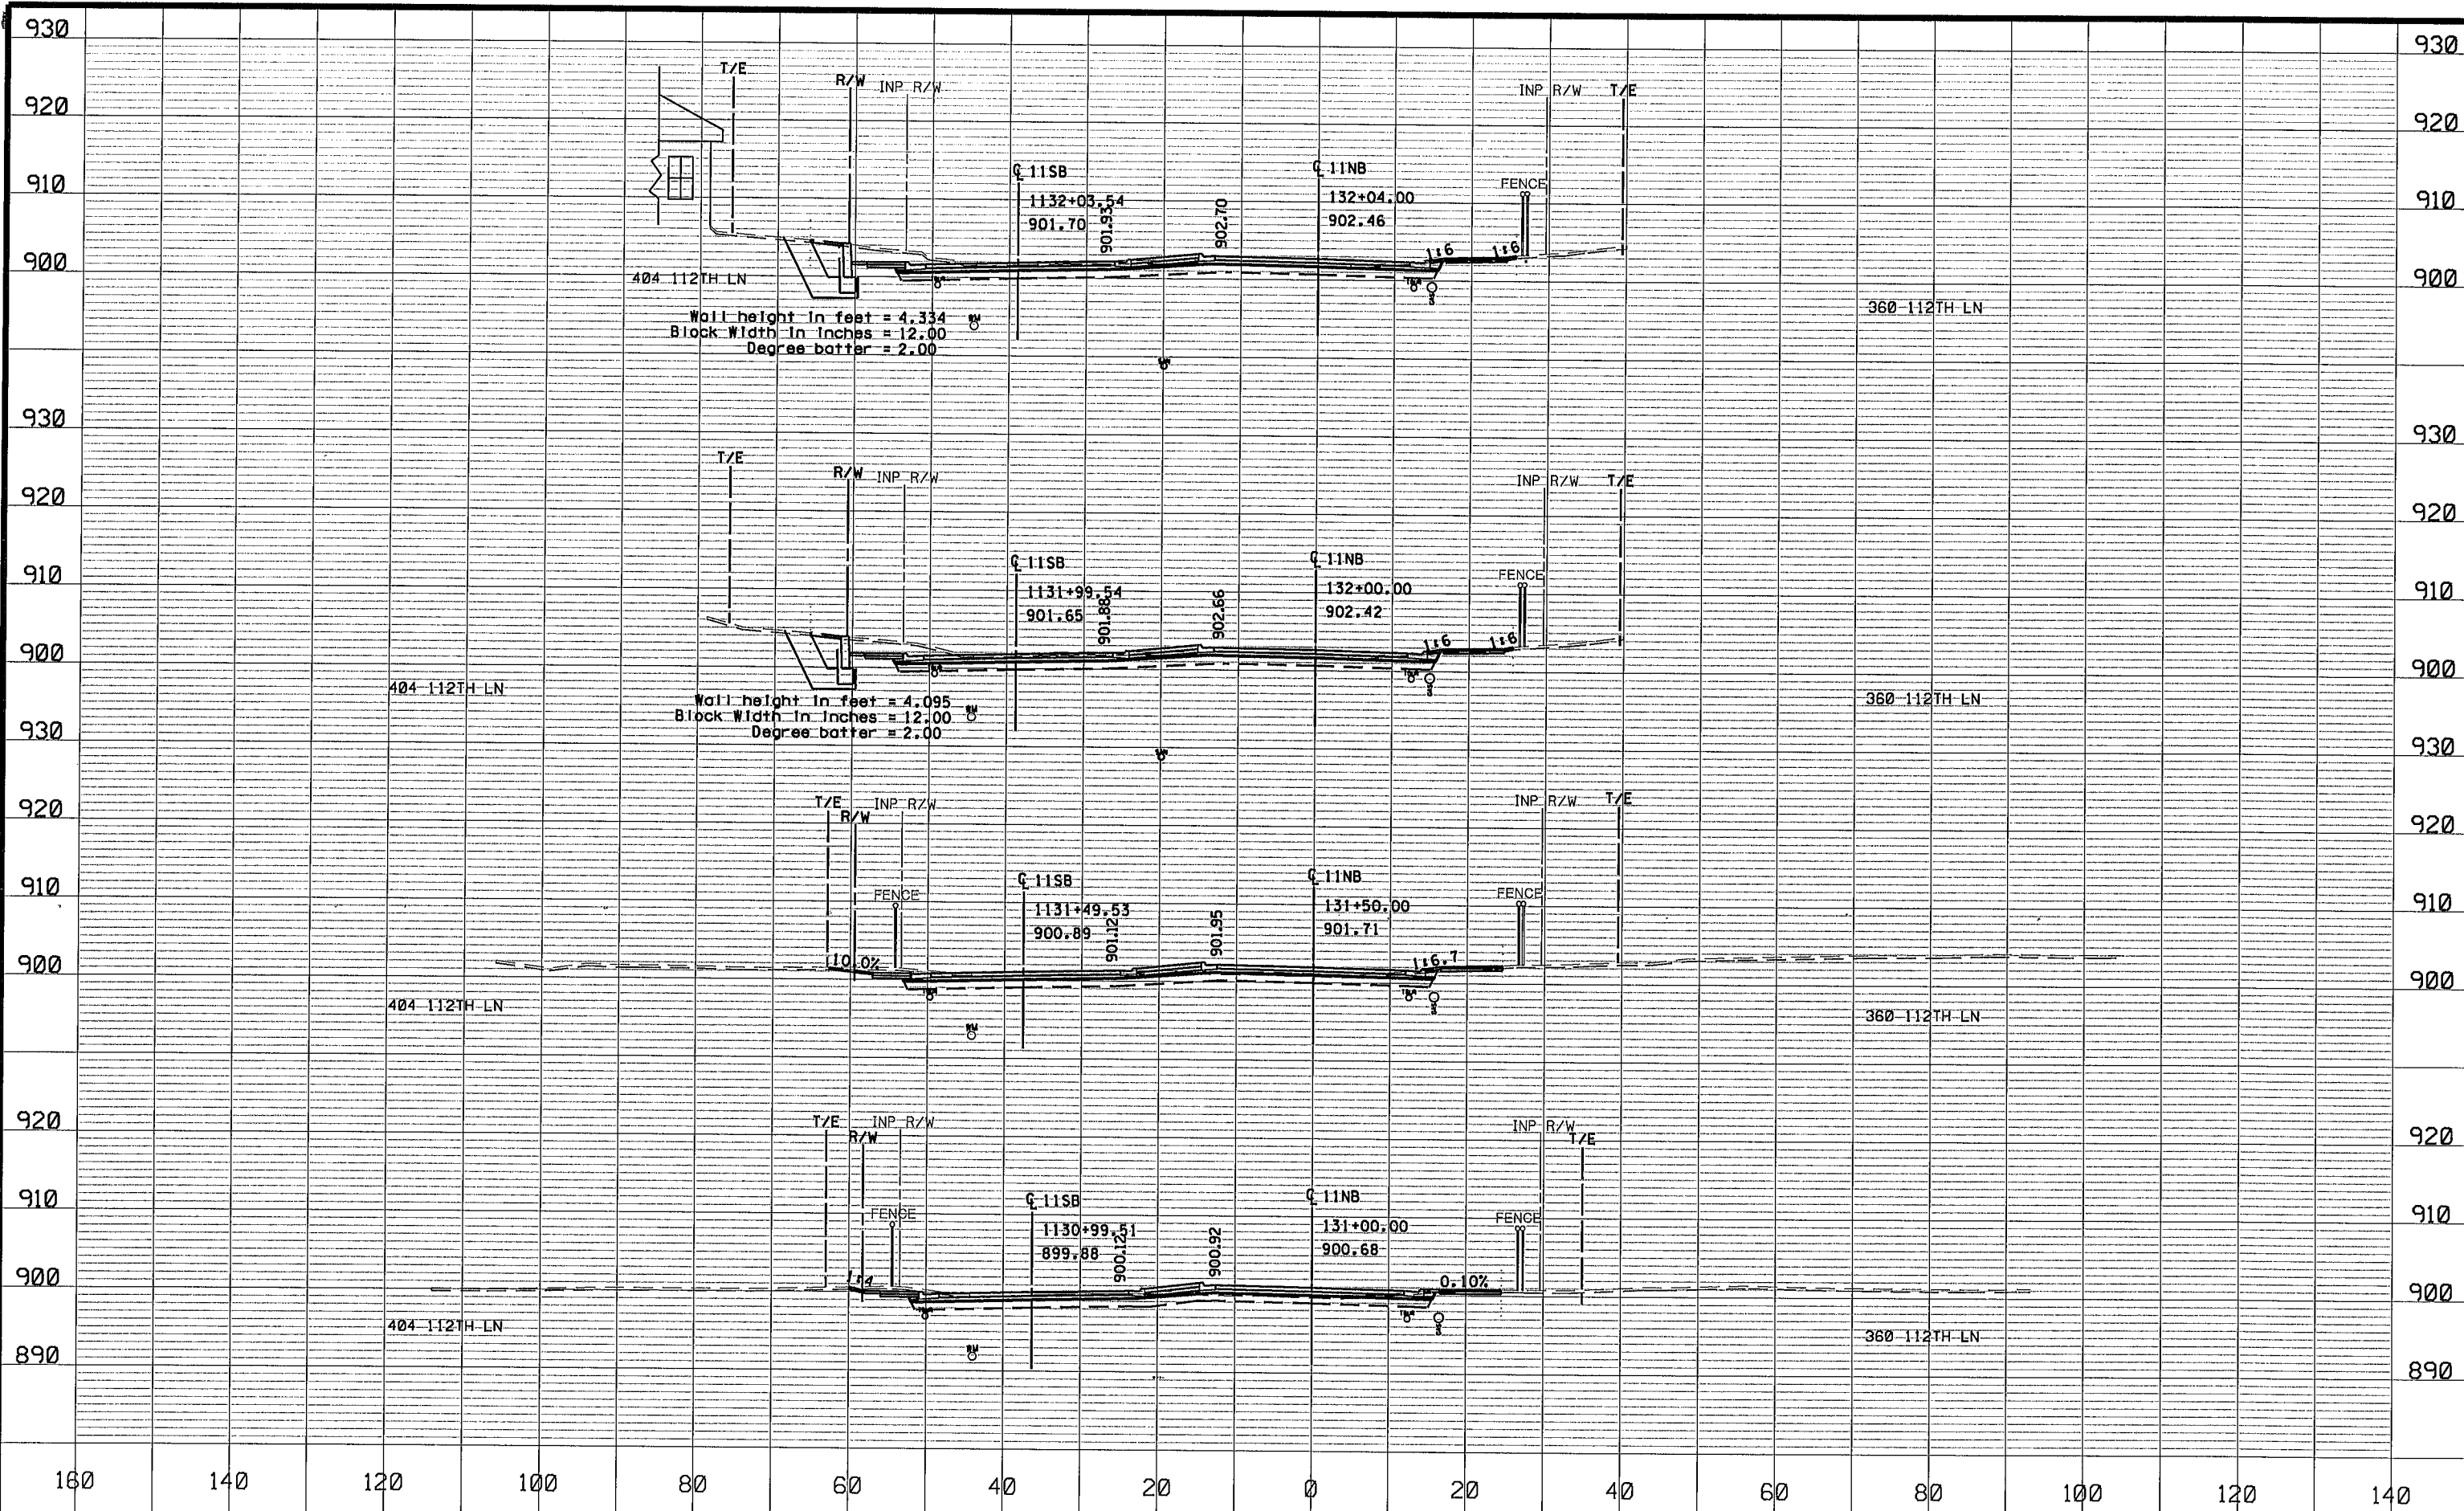 930 930
T/E R/W INP R/W INP R/W T/E
920 920
℄ 11SB ℄ 11NB
910 FENCE 910
1132+03.54 132+04.00
901.70 901.93 902.70 902.46
1:6 1:6
900 900
404 112TH LN
360 112TH LN
Wall height in feet = 4.334
Block Width in Inches = 12.00
Degree batter = 2.00
930 930
T/E R/W INP R/W INP R/W T/E
920 920
℄ 11SB ℄ 11NB
910 FENCE 910
1131+99.54 132+00.00
901.65 901.88 902.66 902.42
1:6 1:6
900 900
404 112TH LN 360 112TH LN
Wall height in feet = 4.095
Block Width in Inches = 12.00
Degree batter = 2.00
930 930
T/E INP R/W INP R/W T/E
R/W
920 920
℄ 11SB ℄ 11NB
910 FENCE FENCE 910
1131+49.53 131+50.00
900.89 901.12 901.95 901.71
10.0% 1:6.7
900 900
404 112TH LN 360 112TH LN
T/E INP R/W INP R/W
R/W T/E
920 920
℄ 11SB ℄ 11NB
910 FENCE FENCE 910
1130+99.51 131+00.00
899.88 900.12 900.92 900.68
1:4 0.10%
900 900
404 112TH LN 360 112TH LN
890 890
160 140 120 100 80 60 40 20 0 20 40 60 80 100 120 140